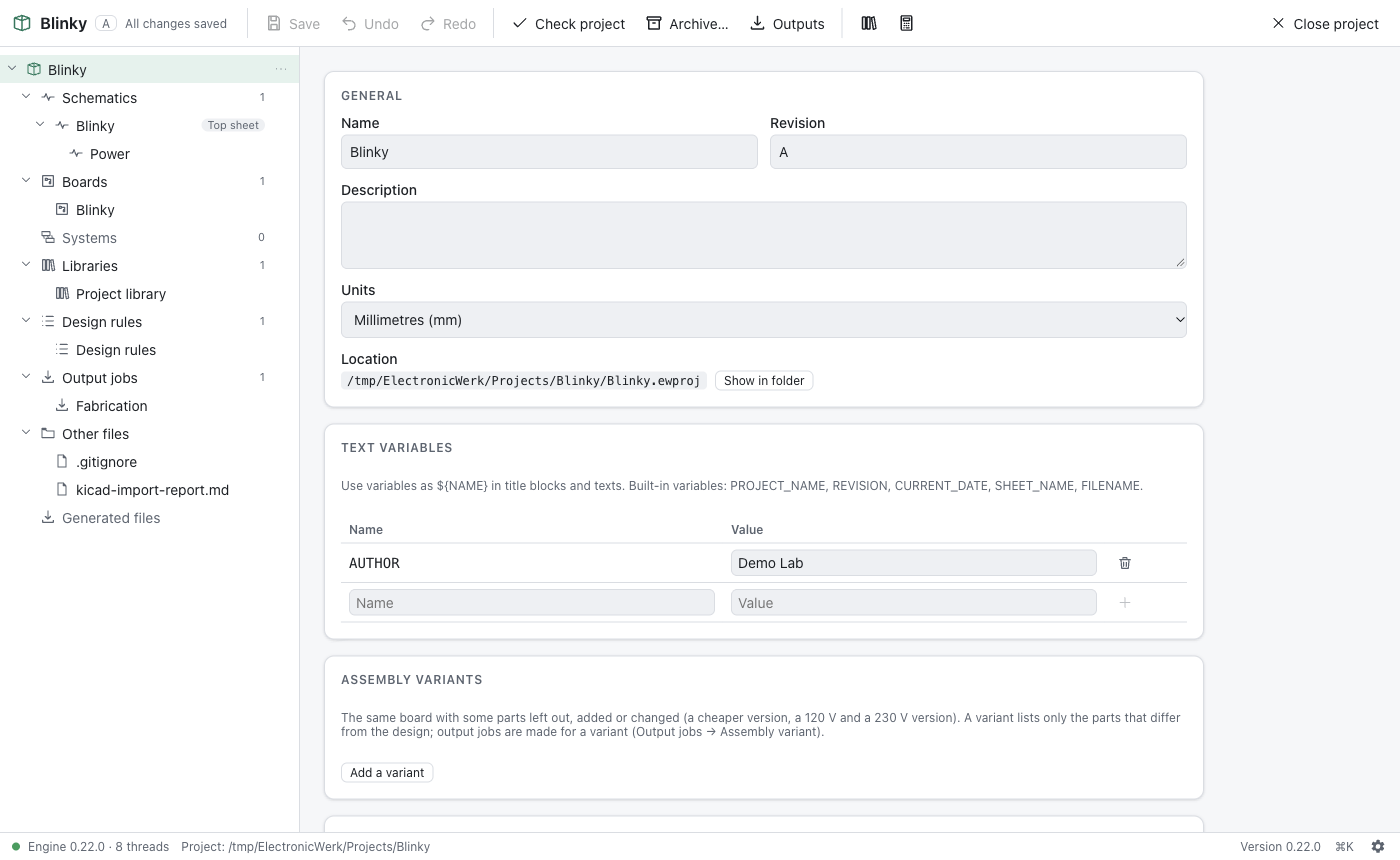 Blinky A All changes saved Save Undo Redo Check project Archive... Outputs Close project
Blinky ...
Schematics 1
Blinky Top sheet
Power
Boards 1
Blinky
Systems 0
Libraries 1
Project library
Design rules 1
Design rules
Output jobs 1
Fabrication
Other files
.gitignore
kicad-import-report.md
Generated files
GENERAL
Name Revision
Blinky A
Description
Units
Millimetres (mm)
Location
/tmp/ElectronicWerk/Projects/Blinky/Blinky.ewproj Show in folder
TEXT VARIABLES
Use variables as ${NAME} in title blocks and texts. Built-in variables: PROJECT_NAME, REVISION, CURRENT_DATE, SHEET_NAME, FILENAME.
Name Value
AUTHOR Demo Lab
Name Value
ASSEMBLY VARIANTS
The same board with some parts left out, added or changed (a cheaper version, a 120 V and a 230 V version). A variant lists only the parts that differ
from the design; output jobs are made for a variant (Output jobs → Assembly variant).
Add a variant
Engine 0.22.0 · 8 threads Project: /tmp/ElectronicWerk/Projects/Blinky Version 0.22.0 ⌘K